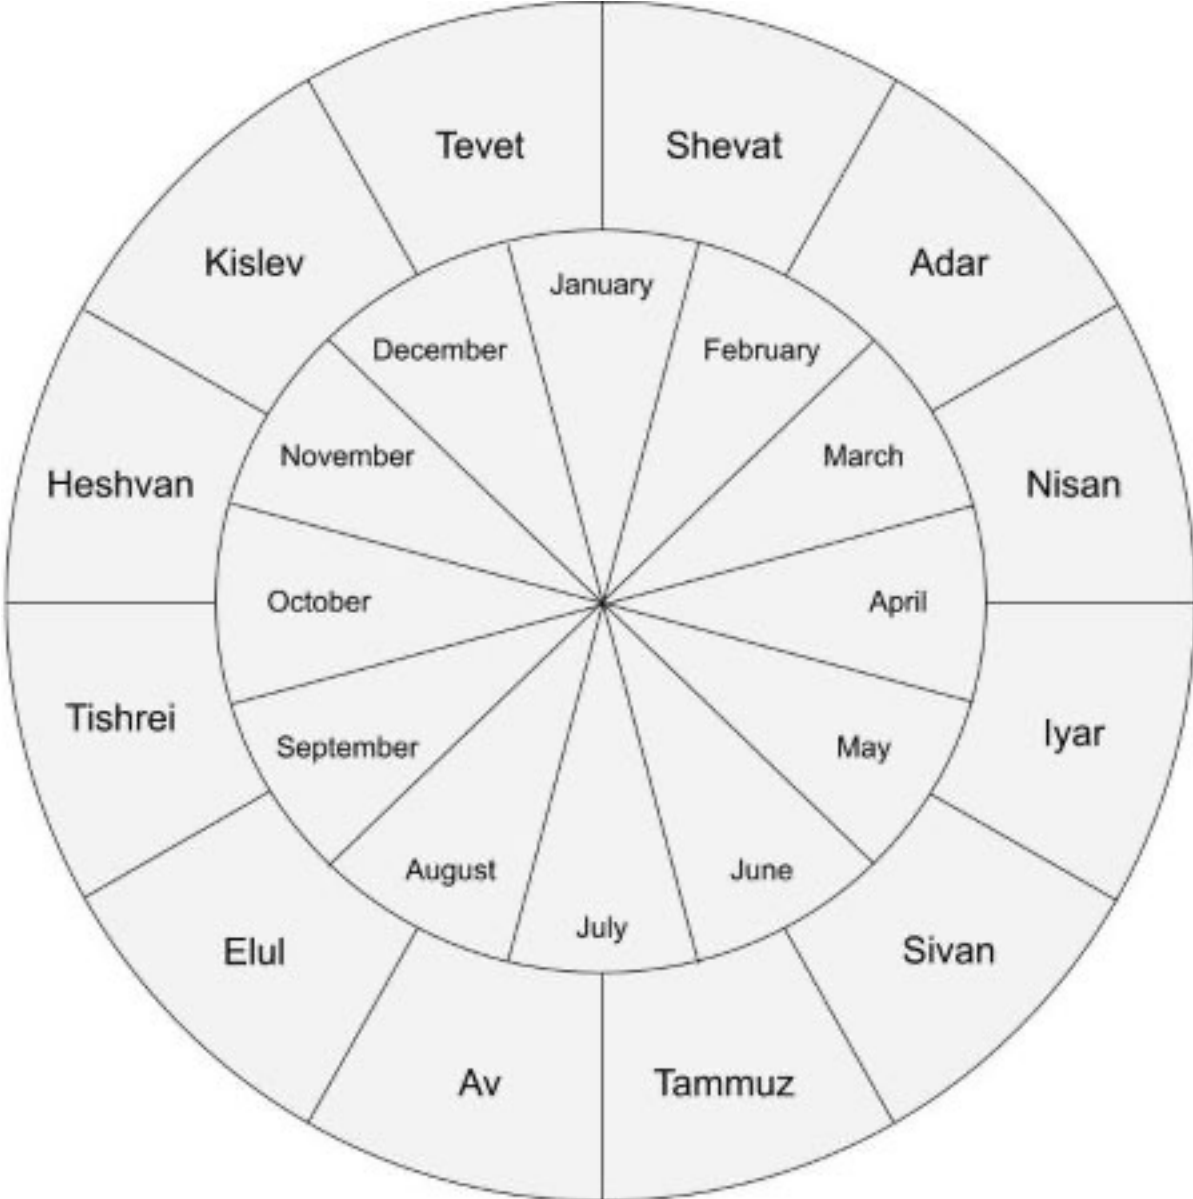 Tevet
Shevat
Adar
Nisan
Iyar
Sivan
Tammuz
Av
Elul
Tishrei
Heshvan
Kislev
January
February
March
April
May
June
July
August
September
October
November
December